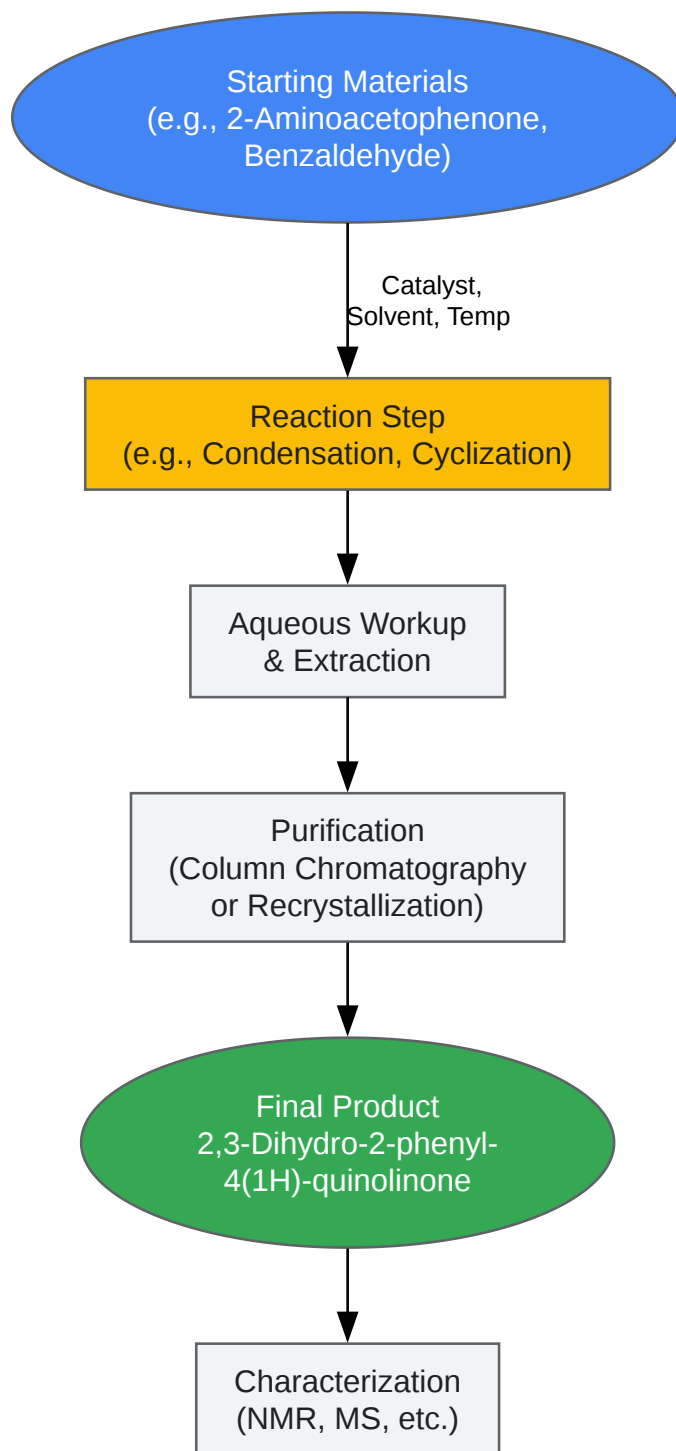 Starting Materials
(e.g., 2-Aminoacetophenone,
Benzaldehyde)
Catalyst,
Solvent, Temp
Reaction Step
(e.g., Condensation, Cyclization)
Aqueous Workup
& Extraction
Purification
(Column Chromatography
or Recrystallization)
Final Product
2,3-Dihydro-2-phenyl-
4(1H)-quinolinone
Characterization
(NMR, MS, etc.)